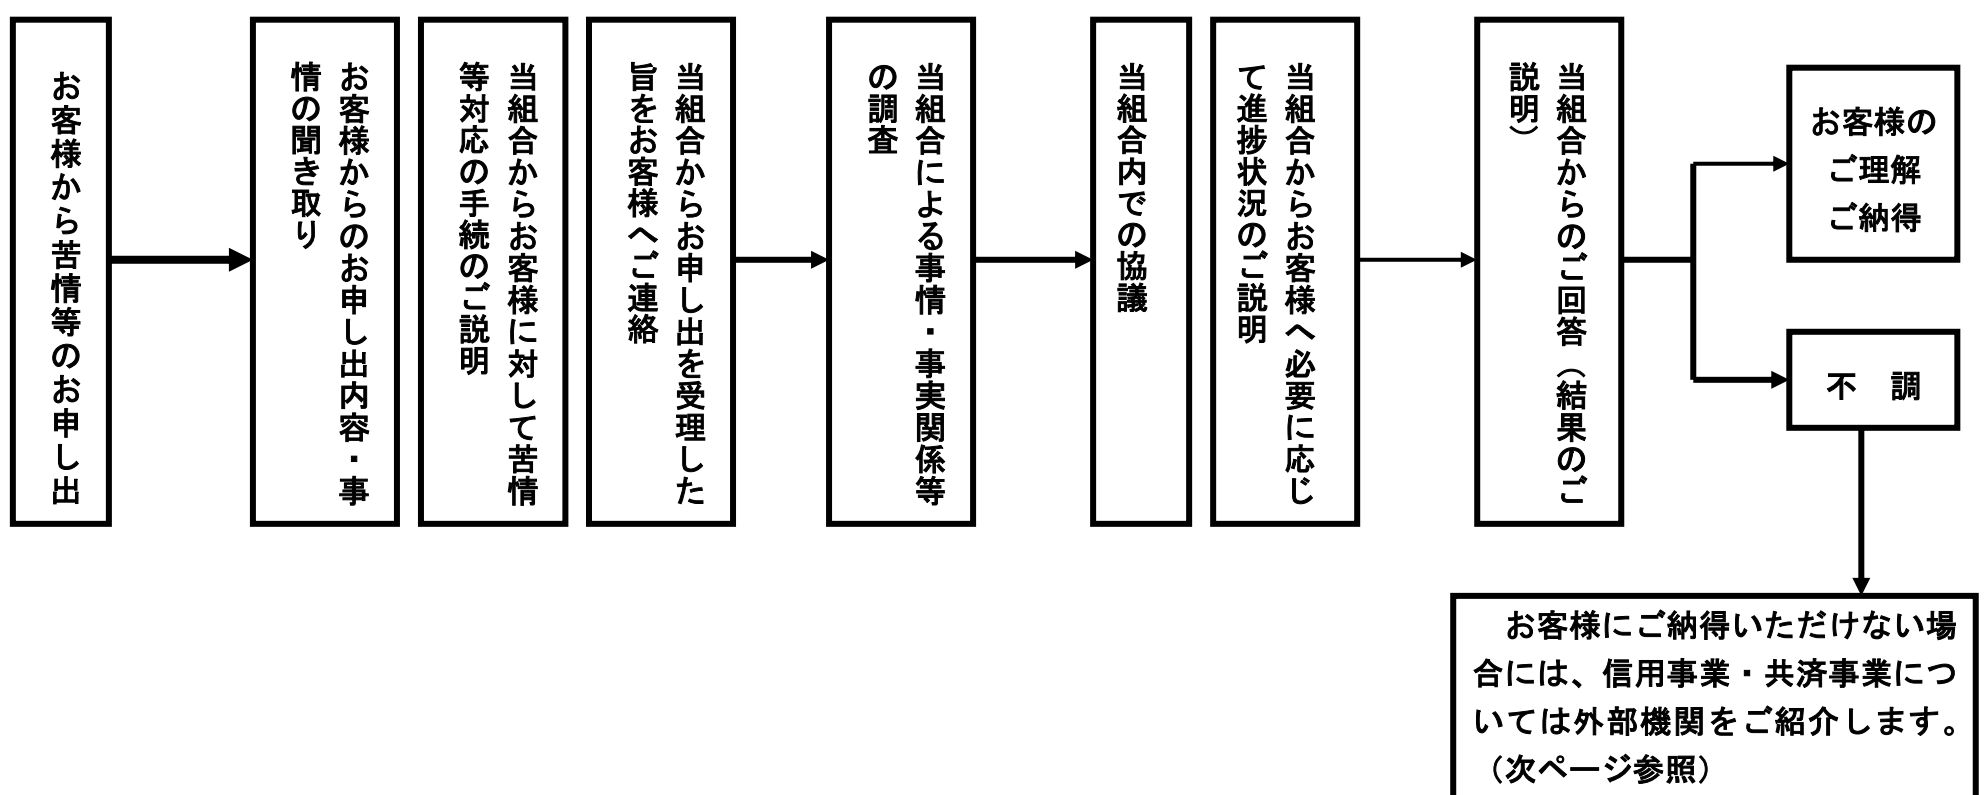 お客様から苦情等のお申し出
お客様からのお申し出内容・事
情の聞き取り
当組合からお客様に対して苦情
等対応の手続のご説明
当組合からお申し出を受理した
旨をお客様へご連絡
当組合による事情・事実関係等
の調査
当組合内での協議
当組合からお客様へ必要に応じ
て進捗状況のご説明
当組合からのご回答（結果のご
説明）
お客様の
ご理解
ご納得
不　調
お客様にご納得いただけない場
合には、信用事業・共済事業につ
いては外部機関をご紹介します。
（次ページ参照）